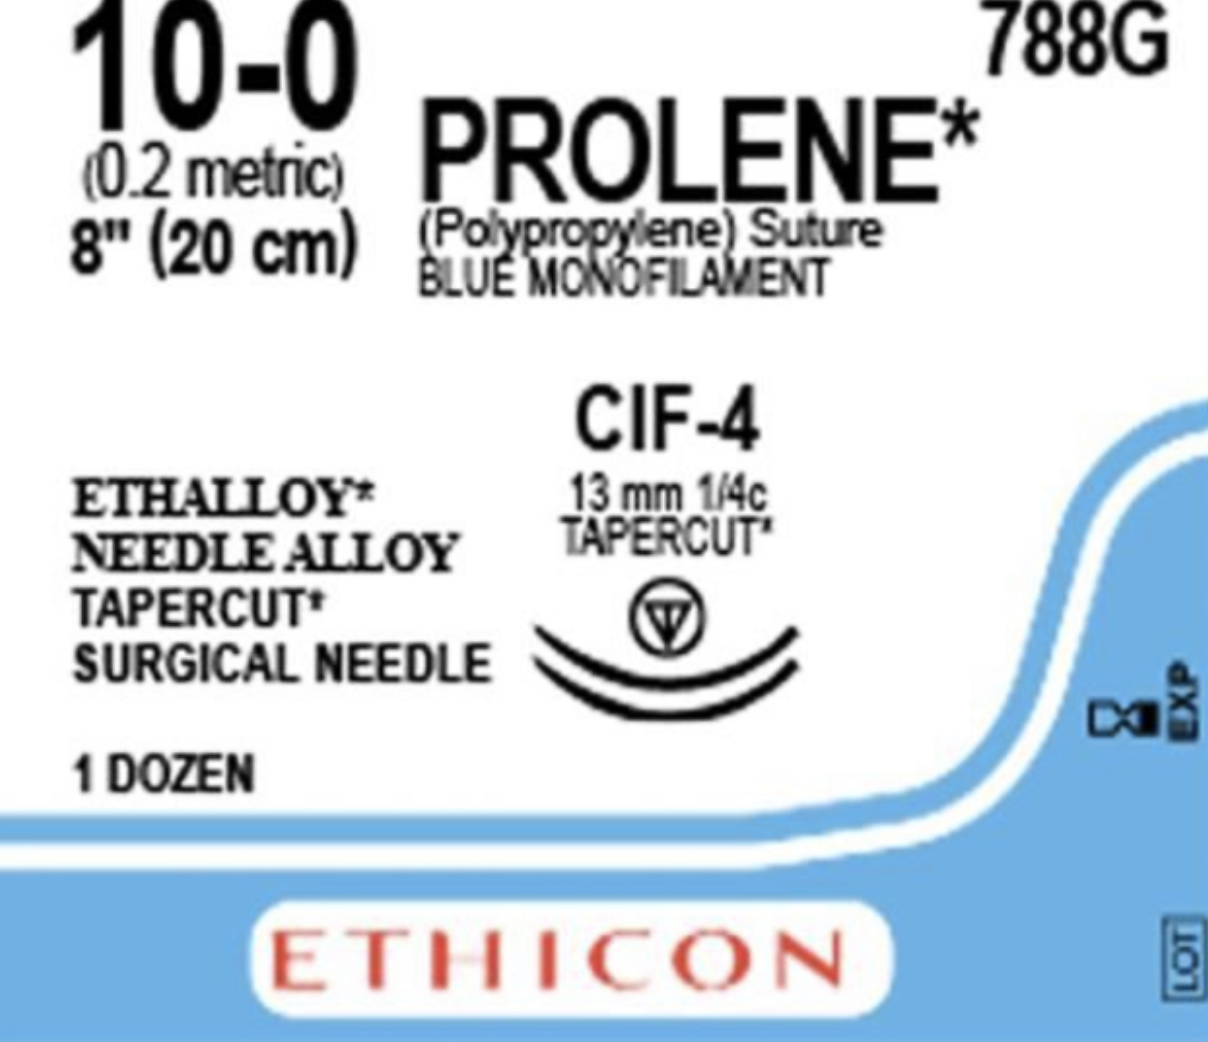 10-0
(0.2 metric)
8" (20 cm)
788G
PROLENE*
(Polypropylene) Suture
BLUE MONOFILAMENT
CIF-4
13 mm 1/4c
TAPERCUT*
ETHALLOY*
NEEDLE ALLOY
TAPERCUT*
SURGICAL NEEDLE
1 DOZEN
EXP
LOT
ETHICON